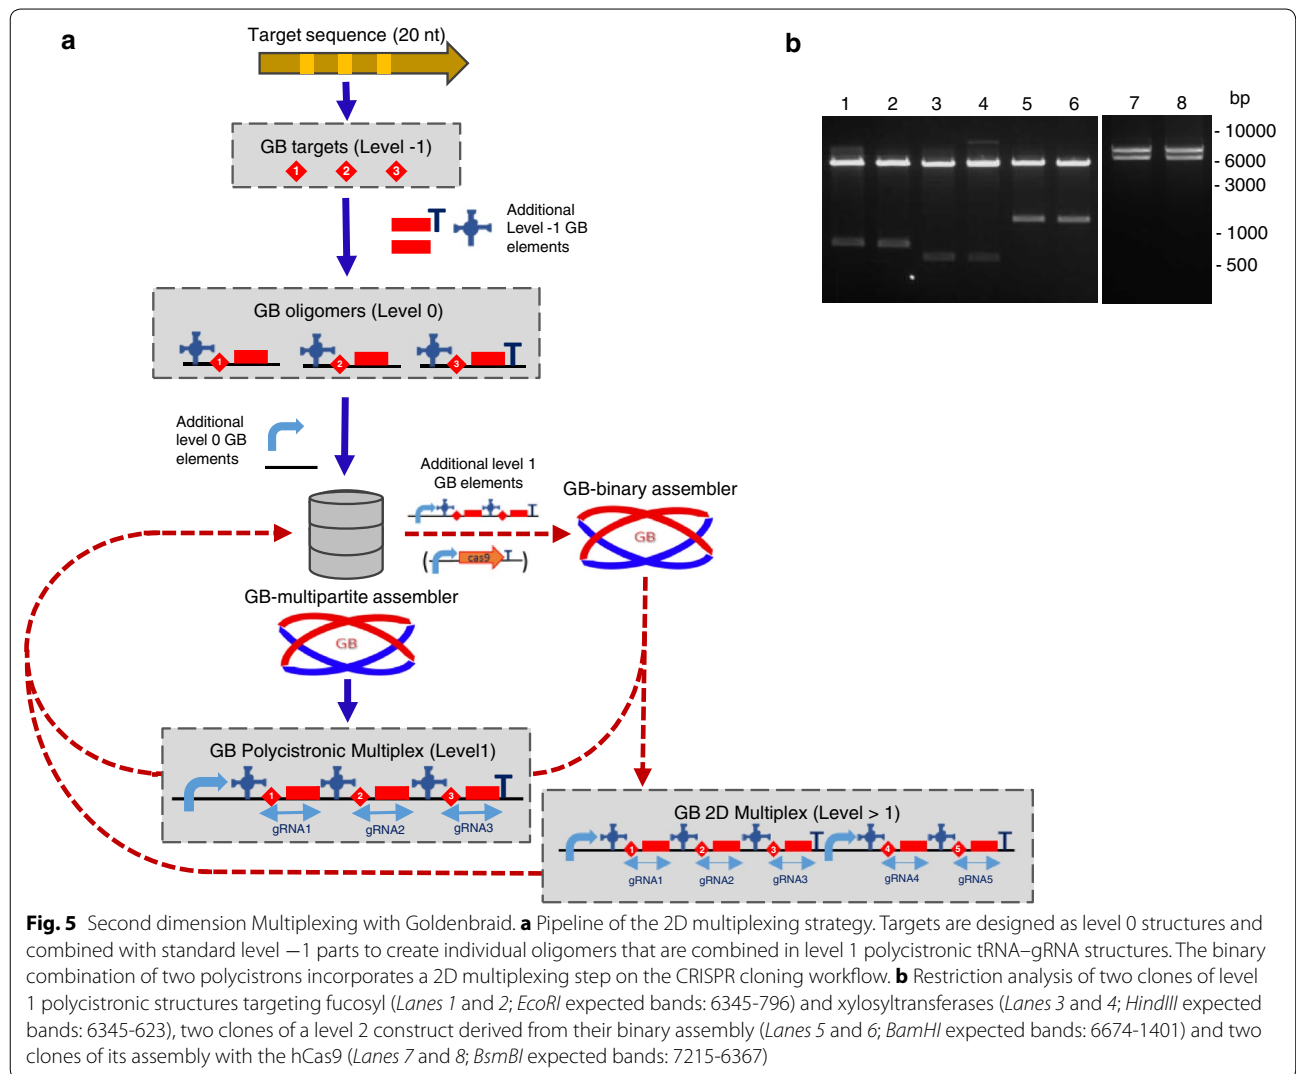 a
Target sequence (20 nt)
GB targets (Level -1)
1 2 3
Additional
Level -1 GB
elements
GB oligomers (Level 0)
1 2 3
Additional
level 0 GB
elements
Additional level 1
GB elements
cas9
GB-binary assembler
GB
GB-multipartite assembler
GB
GB Polycistronic Multiplex (Level1)
1 2 3
gRNA1 gRNA2 gRNA3
GB 2D Multiplex (Level > 1)
1 2 3 4 5
gRNA1 gRNA2 gRNA3 gRNA4 gRNA5
b
1 2 3 4 5 6 7 8 bp
- 10000
- 6000
- 3000
- 1000
- 500
Fig. 5 Second dimension Multiplexing with Goldenbraid. a Pipeline of the 2D multiplexing strategy. Targets are designed as level 0 structures and
combined with standard level −1 parts to create individual oligomers that are combined in level 1 polycistronic tRNA–gRNA structures. The binary
combination of two polycistrons incorporates a 2D multiplexing step on the CRISPR cloning workflow. b Restriction analysis of two clones of level
1 polycistronic structures targeting fucosyl (Lanes 1 and 2; EcoRI expected bands: 6345-796) and xylosyltransferases (Lanes 3 and 4; HindIII expected
bands: 6345-623), two clones of a level 2 construct derived from their binary assembly (Lanes 5 and 6; BamHI expected bands: 6674-1401) and two
clones of its assembly with the hCas9 (Lanes 7 and 8; BsmBI expected bands: 7215-6367)